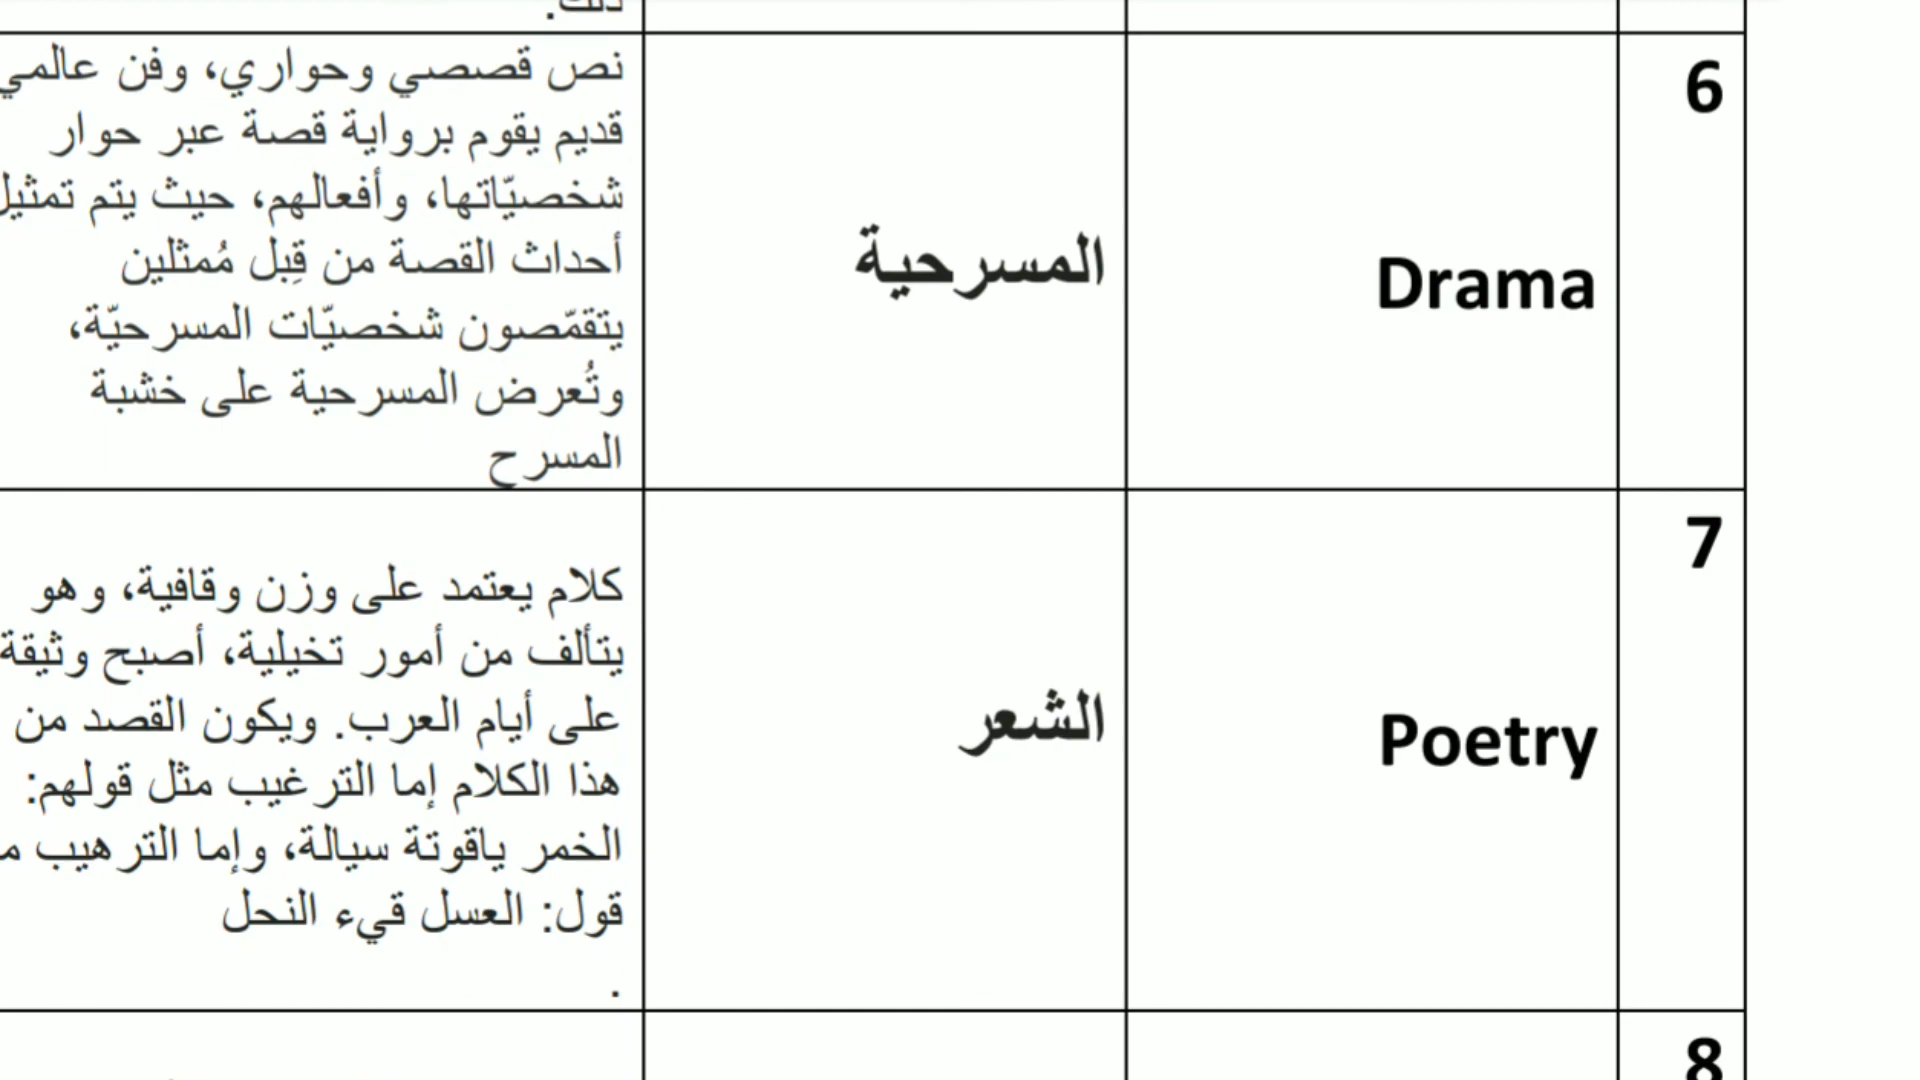 ذلك.
6
Drama
المسرحية
نص قصصي وحواري، وفن عالمي
قديم يقوم برواية قصة عبر حوار
شخصيّاتها، وأفعالهم، حيث يتم تمثيل
أحداث القصة من قِبل مُمثلين
يتقمّصون شخصيّات المسرحيّة،
وتُعرض المسرحية على خشبة
المسرح
7
Poetry
الشعر
كلام يعتمد على وزن وقافية، وهو
يتألف من أمور تخيلية، أصبح وثيقة
على أيام العرب. ويكون القصد من
هذا الكلام إما الترغيب مثل قولهم:
الخمر ياقوتة سيالة، وإما الترهيب
قول: العسل قيء النحل
.
8